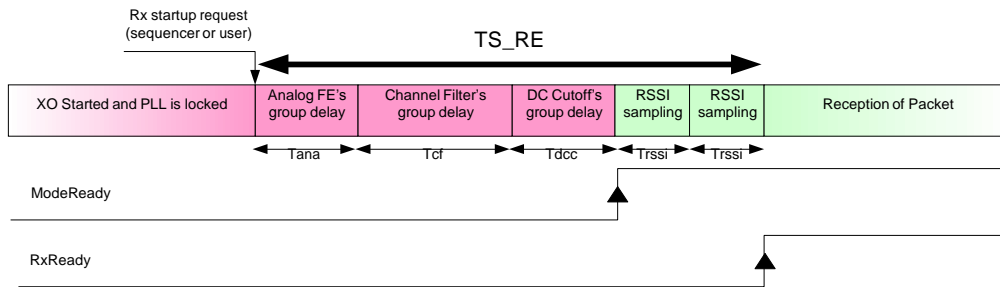 Rx startup request
(sequencer or user)
TS_RE
XO Started and PLL is locked
Analog FE's
group delay
Channel Filter's
group delay
DC Cutoff's
group delay
RSSI
sampling
RSSI
sampling
Reception of Packet
Tana
Tcf
Tdcc
Trssi
Trssi
ModeReady
RxReady